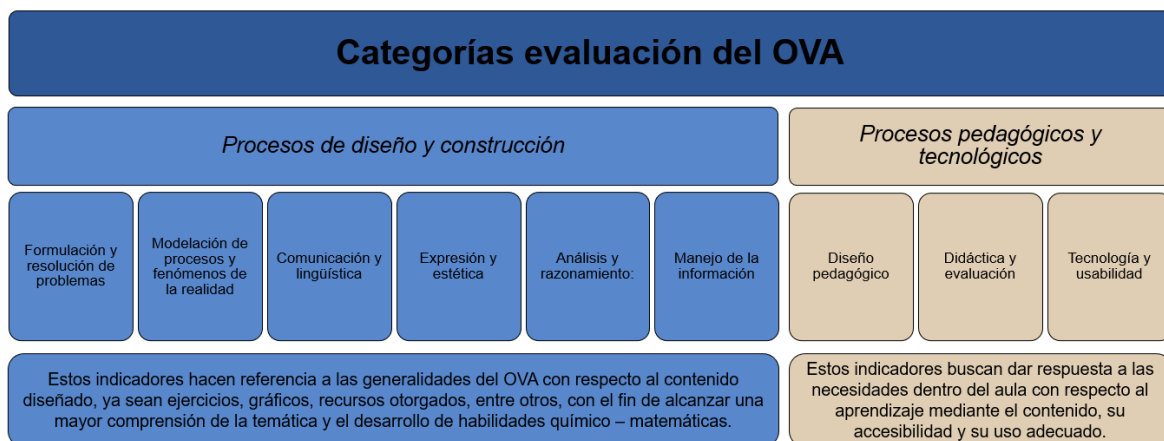 Categorías evaluación del OVA
Procesos de diseño y construcción
Procesos pedagógicos y
tecnológicos
Formulación y
resolución de
problemas
Modelación de
procesos y
fenómenos de
la realidad
Comunicación y
lingüística
Expresión y
estética
Análisis y
razonamiento:
Manejo de la
información
Diseño
pedagógico
Didáctica y
evaluación
Tecnología y
usabilidad
Estos indicadores hacen referencia a las generalidades del OVA con respecto al contenido
diseñado, ya sean ejercicios, gráficos, recursos otorgados, entre otros, con el fin de alcanzar una
mayor comprensión de la temática y el desarrollo de habilidades químico – matemáticas.
Estos indicadores buscan dar respuesta a las
necesidades dentro del aula con respecto al
aprendizaje mediante el contenido, su
accesibilidad y su uso adecuado.